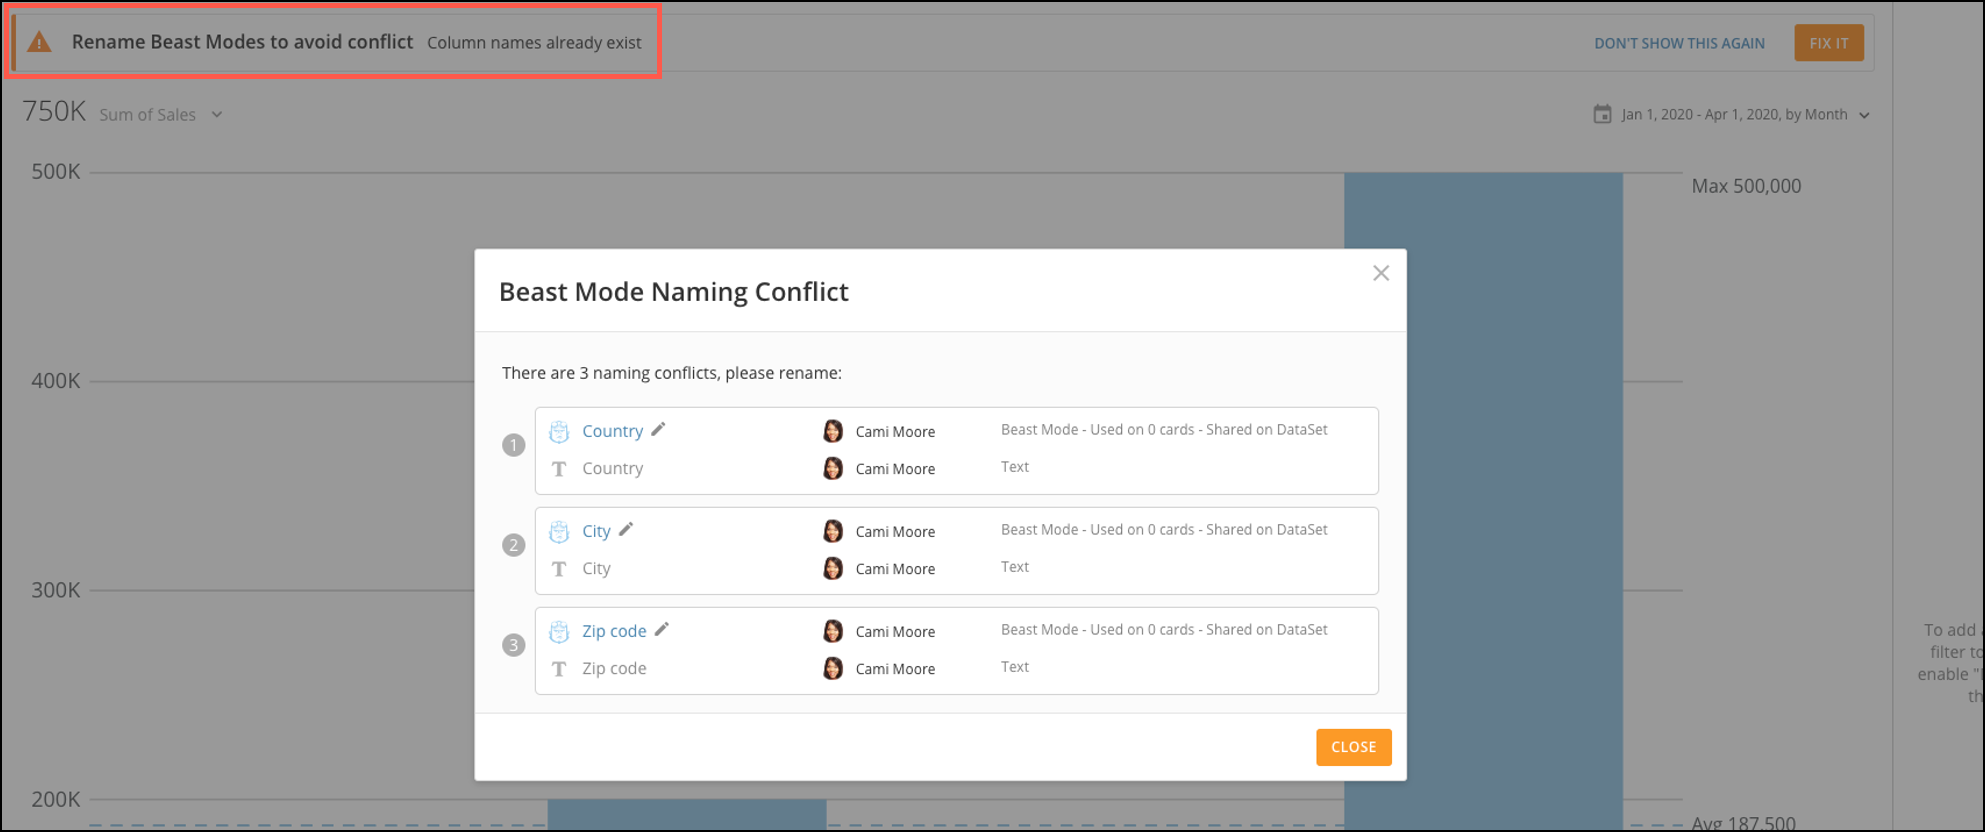 Rename Beast Modes to avoid conflict Column names already exist DON'T SHOW THIS AGAIN FIX IT
750K Sum of Sales Jan 1, 2020 - Apr 1, 2020, by Month
500K
Max 500,000
400K
300K
200K
Avg 187,500
Beast Mode Naming Conflict
There are 3 naming conflicts, please rename:
1
Country Cami Moore Beast Mode - Used on 0 cards - Shared on DataSet
T Country Cami Moore Text
2
City Cami Moore Beast Mode - Used on 0 cards - Shared on DataSet
T City Cami Moore Text
3
Zip code Cami Moore Beast Mode - Used on 0 cards - Shared on DataSet
T Zip code Cami Moore Text
CLOSE
To add
filter to
enable "
th